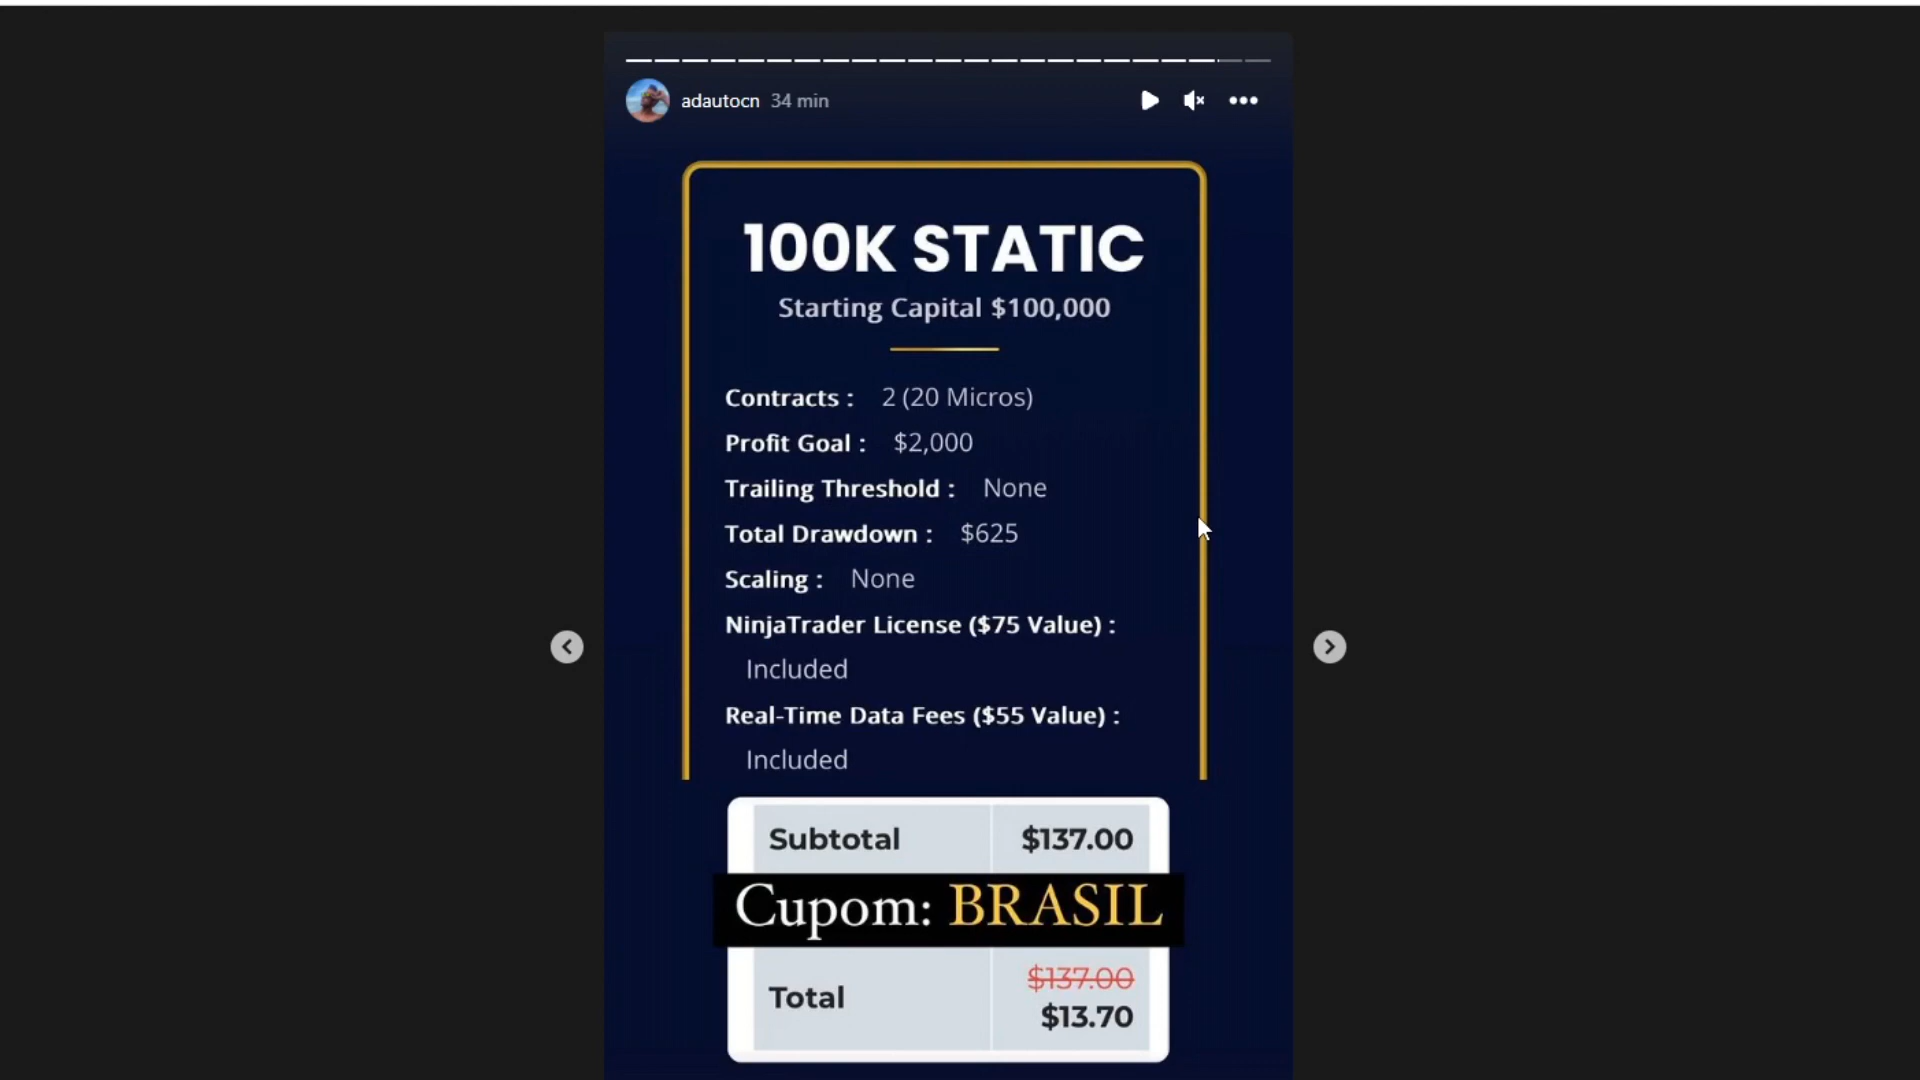 adautocn 34 min
100K STATIC
Starting Capital $100,000
Contracts : 2 (20 Micros)
Profit Goal : $2,000
Trailing Threshold : None
Total Drawdown : $625
Scaling : None
NinjaTrader License ($75 Value) :
Included
Real-Time Data Fees ($55 Value) :
Included
Subtotal $137.00
Cupom: BRASIL
$137.00
Total
$13.70